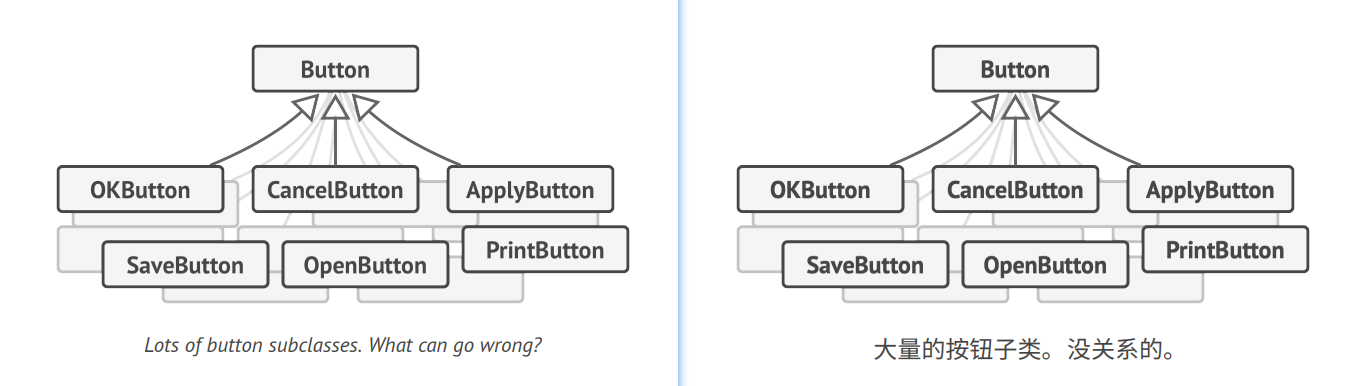 Button
OKButton
CancelButton
ApplyButton
SaveButton
OpenButton
PrintButton
Lots of button subclasses. What can go wrong?
Button
OKButton
CancelButton
ApplyButton
SaveButton
OpenButton
PrintButton
大量的按钮子类。没关系的。